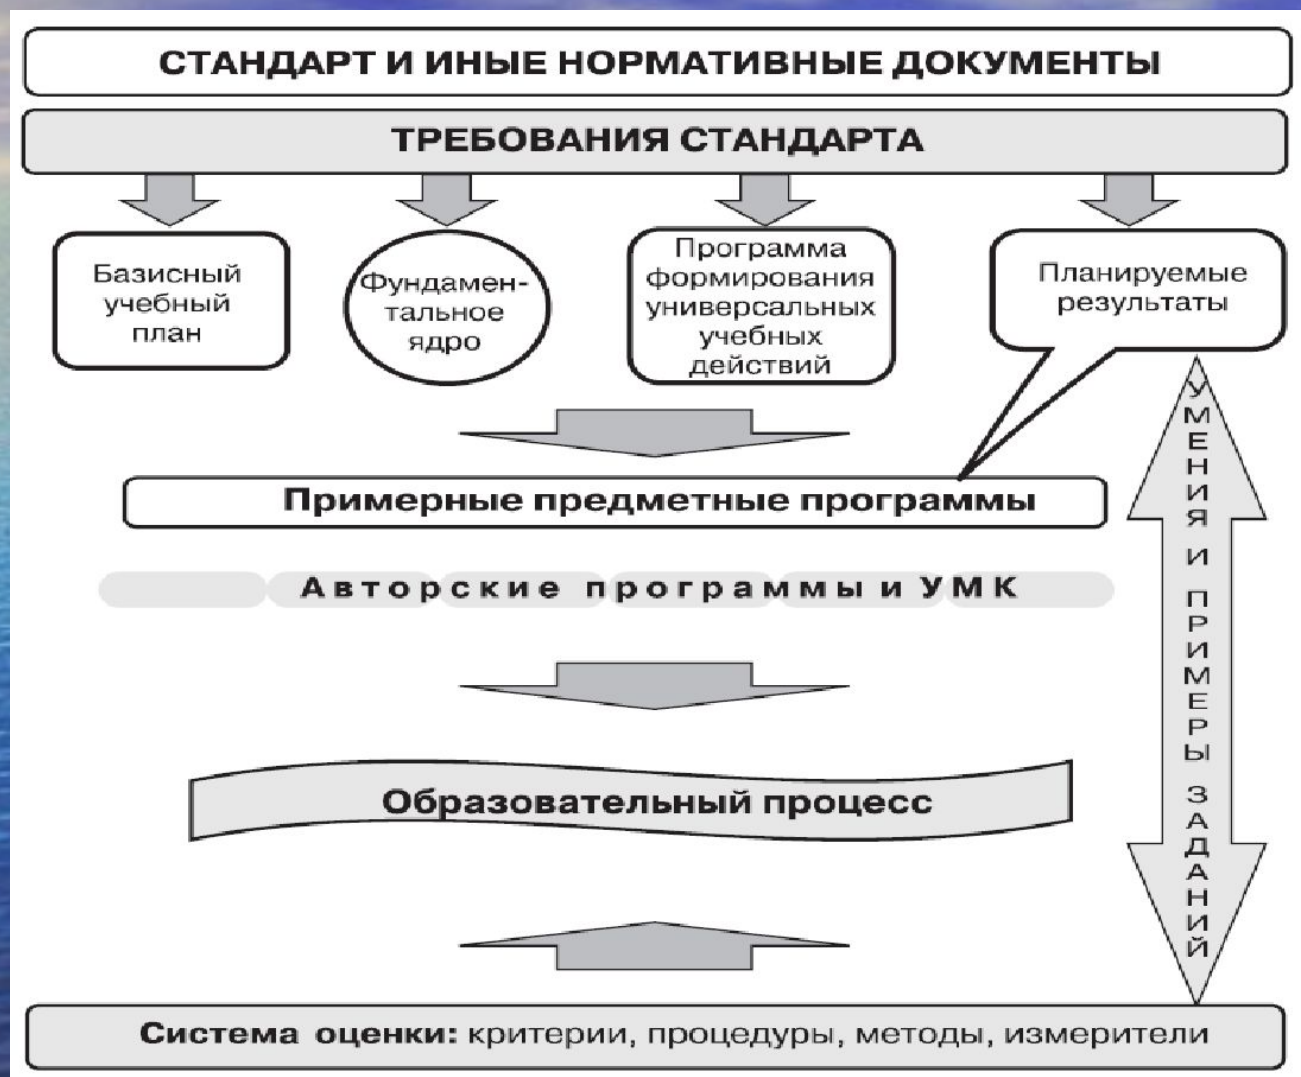 СТАНДАРТ И ИНЫЕ НОРМАТИВНЫЕ ДОКУМЕНТЫ
ТРЕБОВАНИЯ СТАНДАРТА
Базисный
учебный
план
Фундамен-
тальное
ядро
Программа
формирования
универсальных
учебных
действий
Планируемые
результаты
Примерные предметные программы
Авторские программы и УМК
Образовательный процесс
УМЕНИЯ И ПРИМЕРЫ ЗАДАНИЙ
Система оценки: критерии, процедуры, методы, измерители